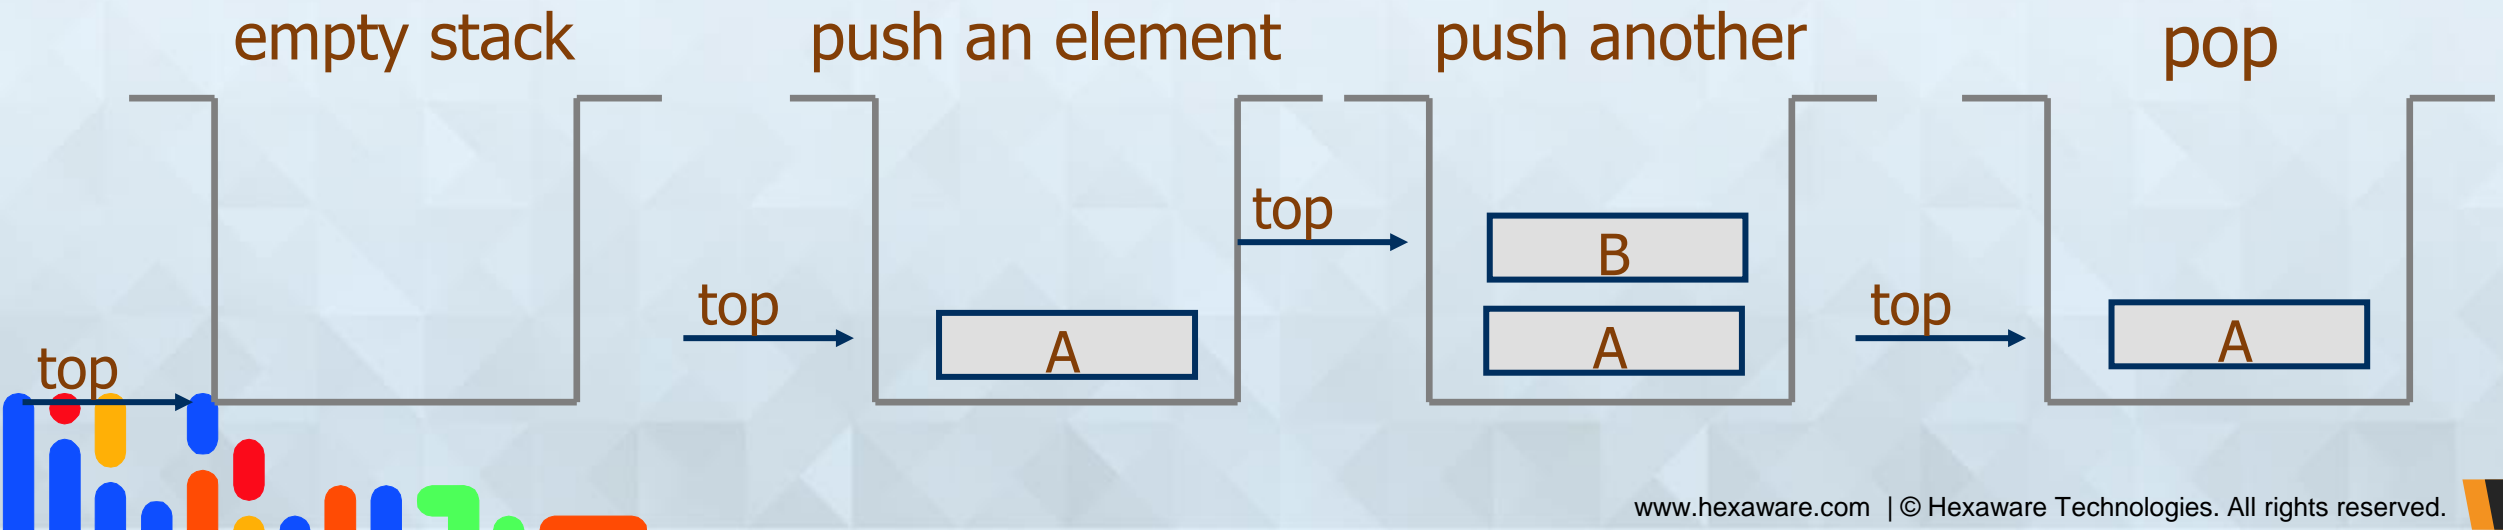 empty stack
push an element
push another
pop
top
top
A
top
B
A
top
A
www.hexaware.com | © Hexaware Technologies. All rights reserved.